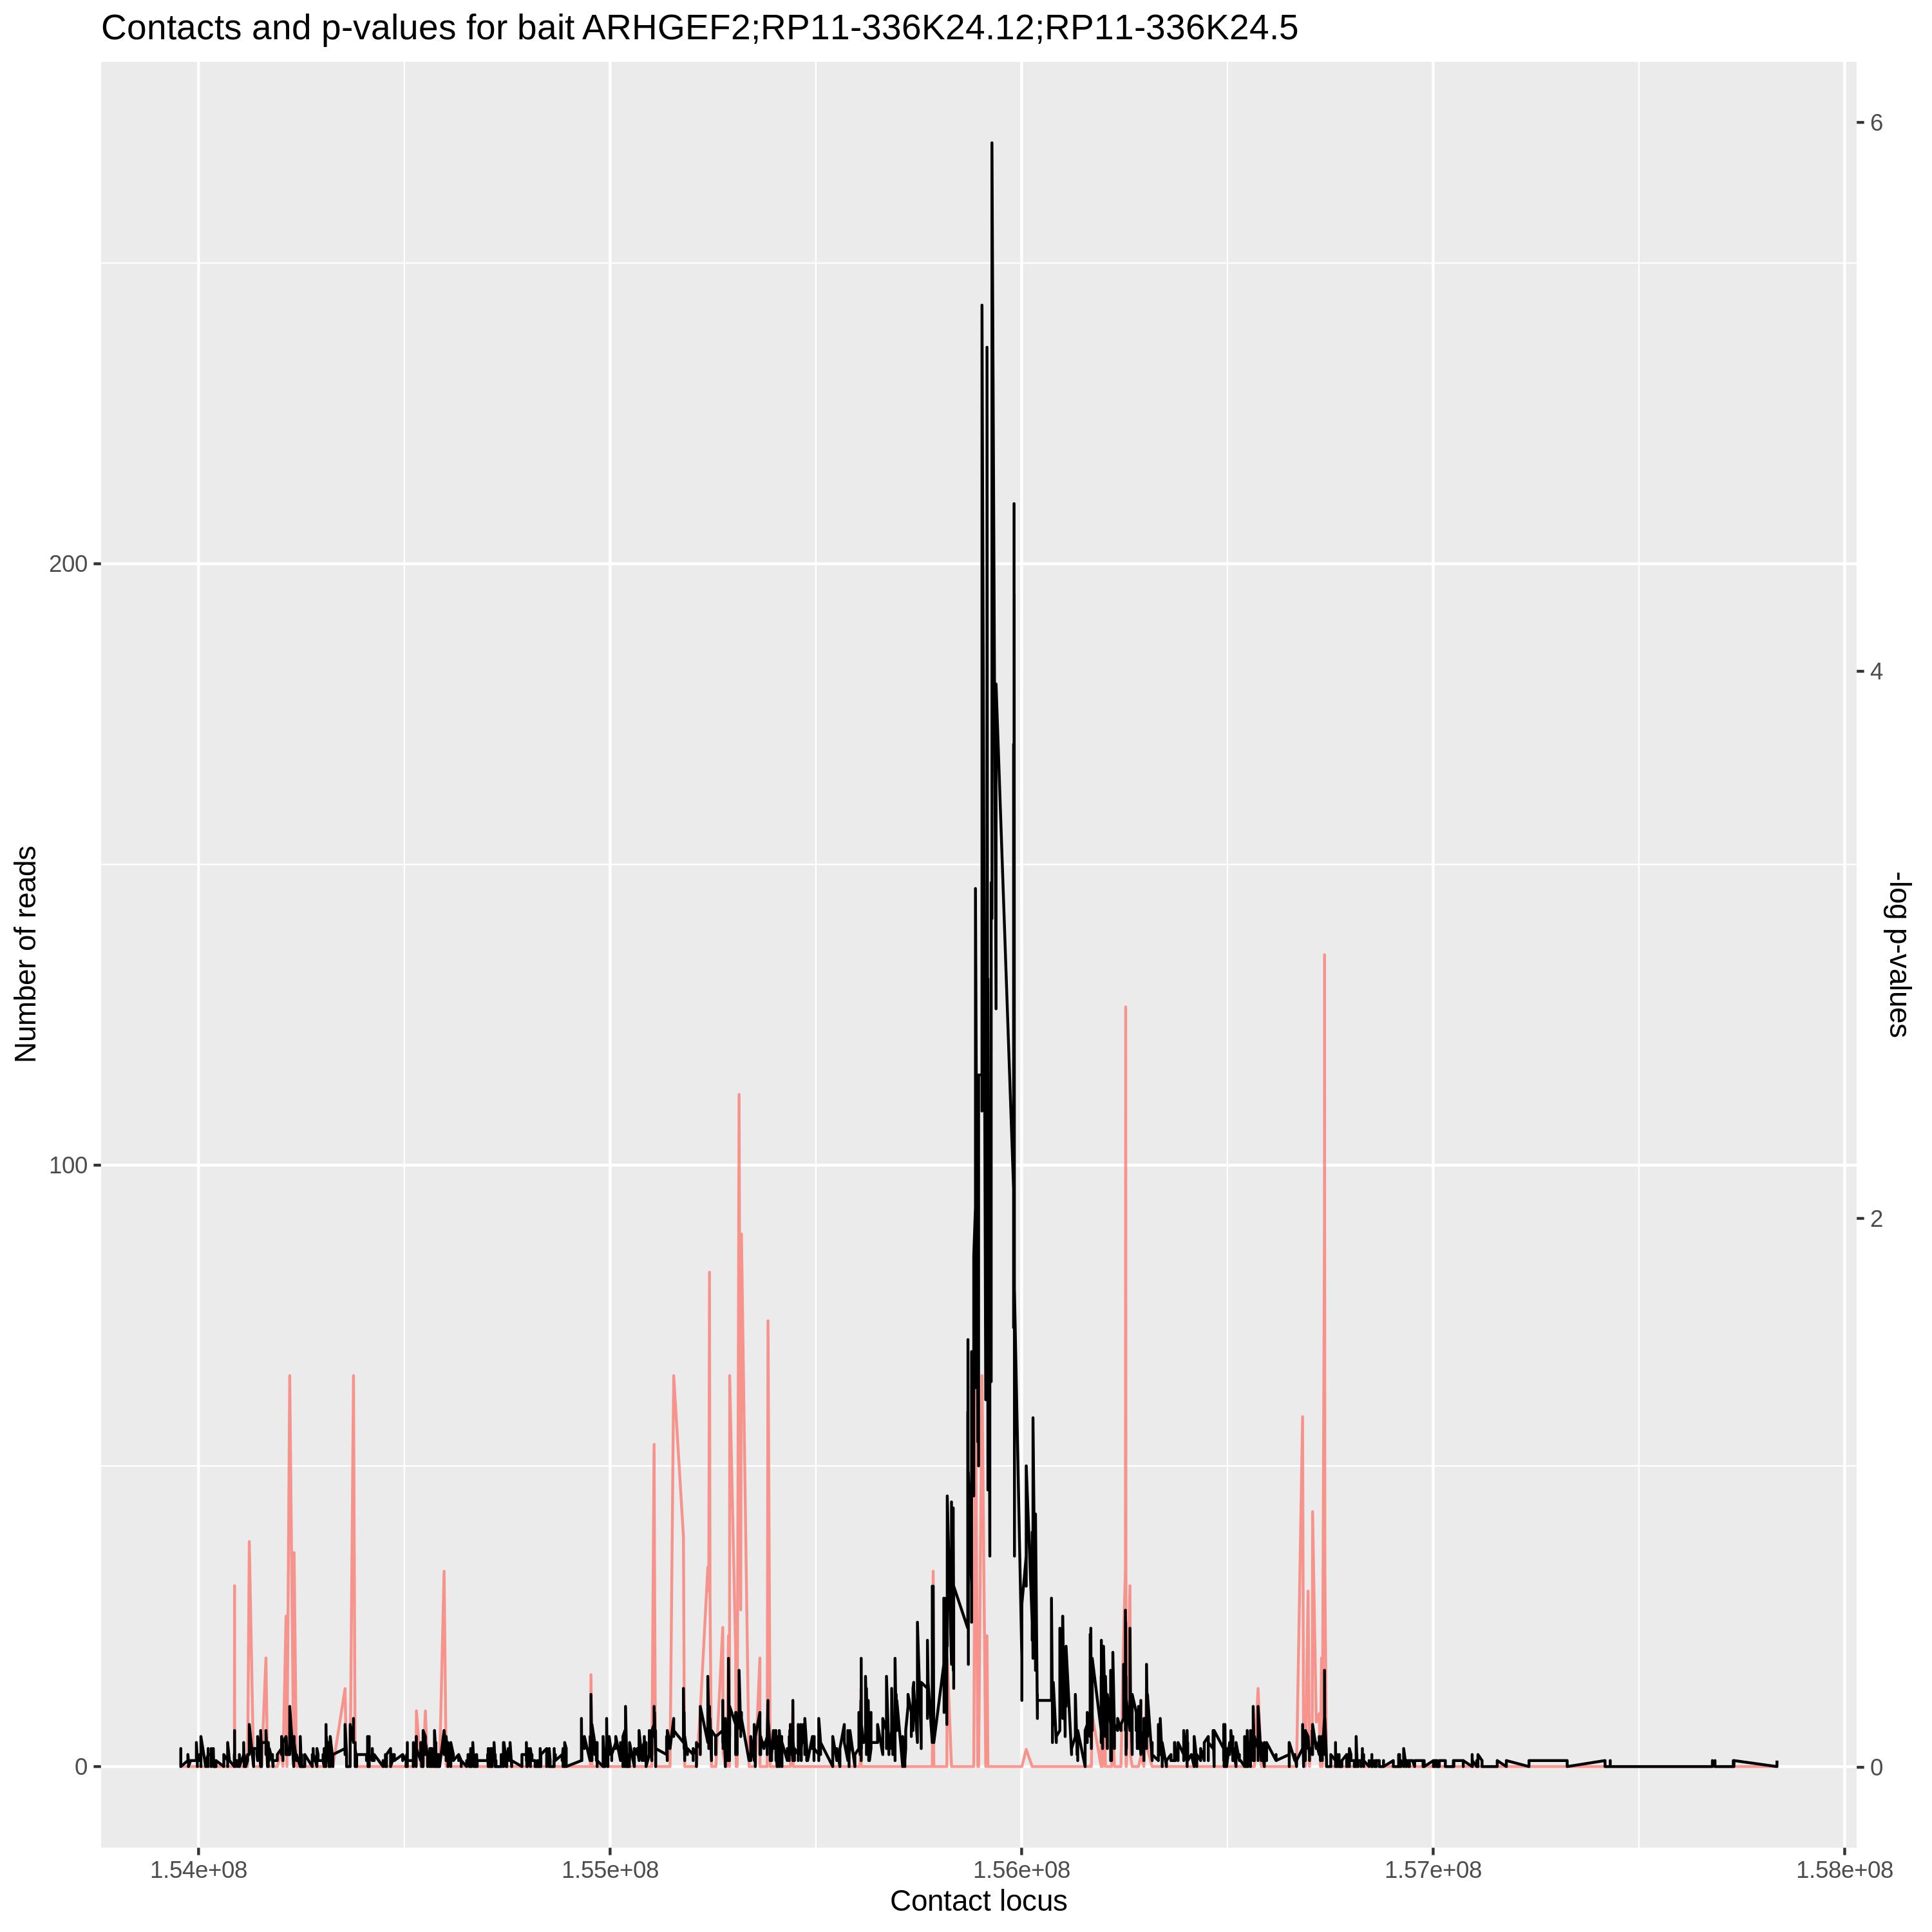 Contacts and p-values for bait ARHGEF2;RP11-336K24.12;RP11-336K24.5
6
200
4
Number of reads
-log p-values
100
2
0
0
1.54e+08
1.55e+08
1.56e+08
1.57e+08
1.58e+08
Contact locus